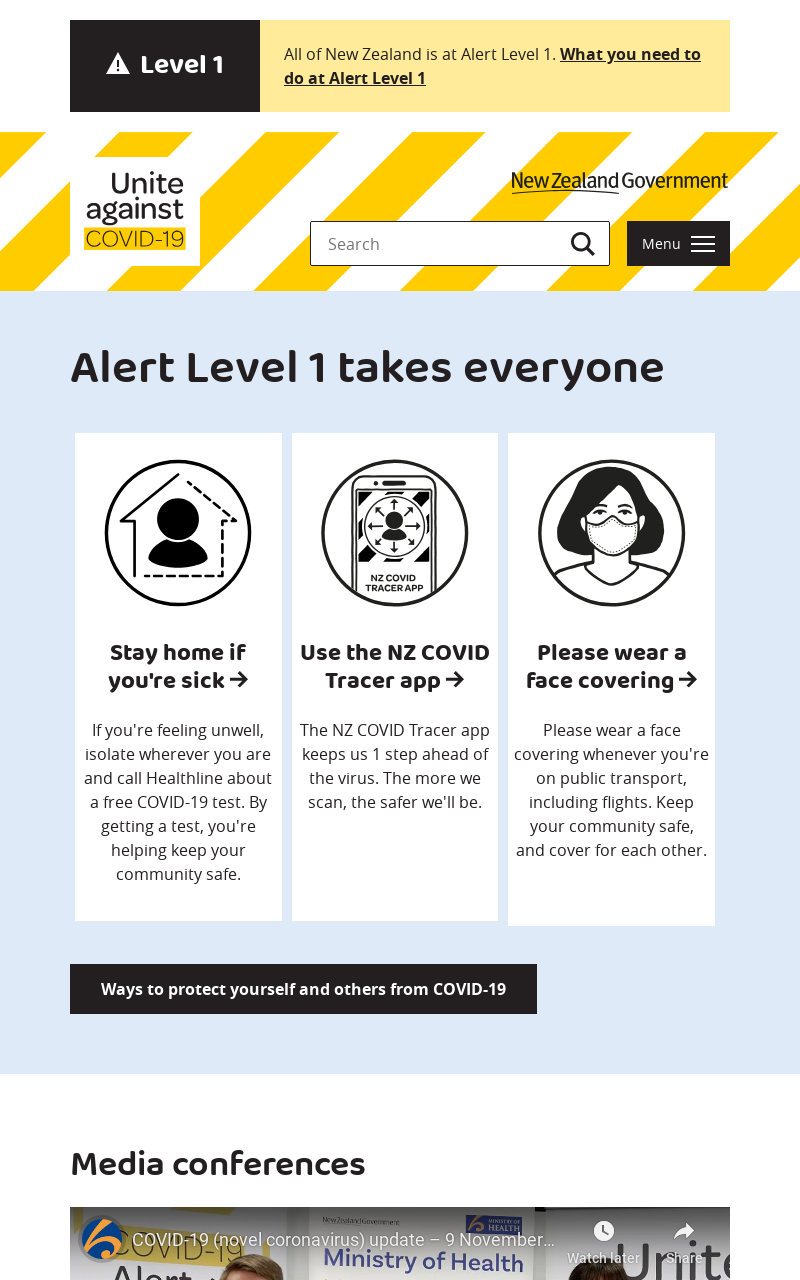 Level 1
All of New Zealand is at Alert Level 1. What you need to
do at Alert Level 1
Unite
against
COVID-19
New Zealand Government
Search
Menu
Alert Level 1 takes everyone
Stay home if
you're sick →
If you're feeling unwell,
isolate wherever you are
and call Healthline about
a free COVID-19 test. By
getting a test, you're
helping keep your
community safe.
NZ COVID
TRACER APP
Use the NZ COVID
Tracer app →
The NZ COVID Tracer app
keeps us 1 step ahead of
the virus. The more we
scan, the safer we'll be.
Please wear a
face covering →
Please wear a face
covering whenever you're
on public transport,
including flights. Keep
your community safe,
and cover for each other.
Ways to protect yourself and others from COVID-19
Media conferences
COVID-19 (novel coronavirus) update – 9 November...
Watch later
Share
COVID-19
Alert
New Zealand Government
MINISTRY OF
HEALTH
Ministry of Health
Unite